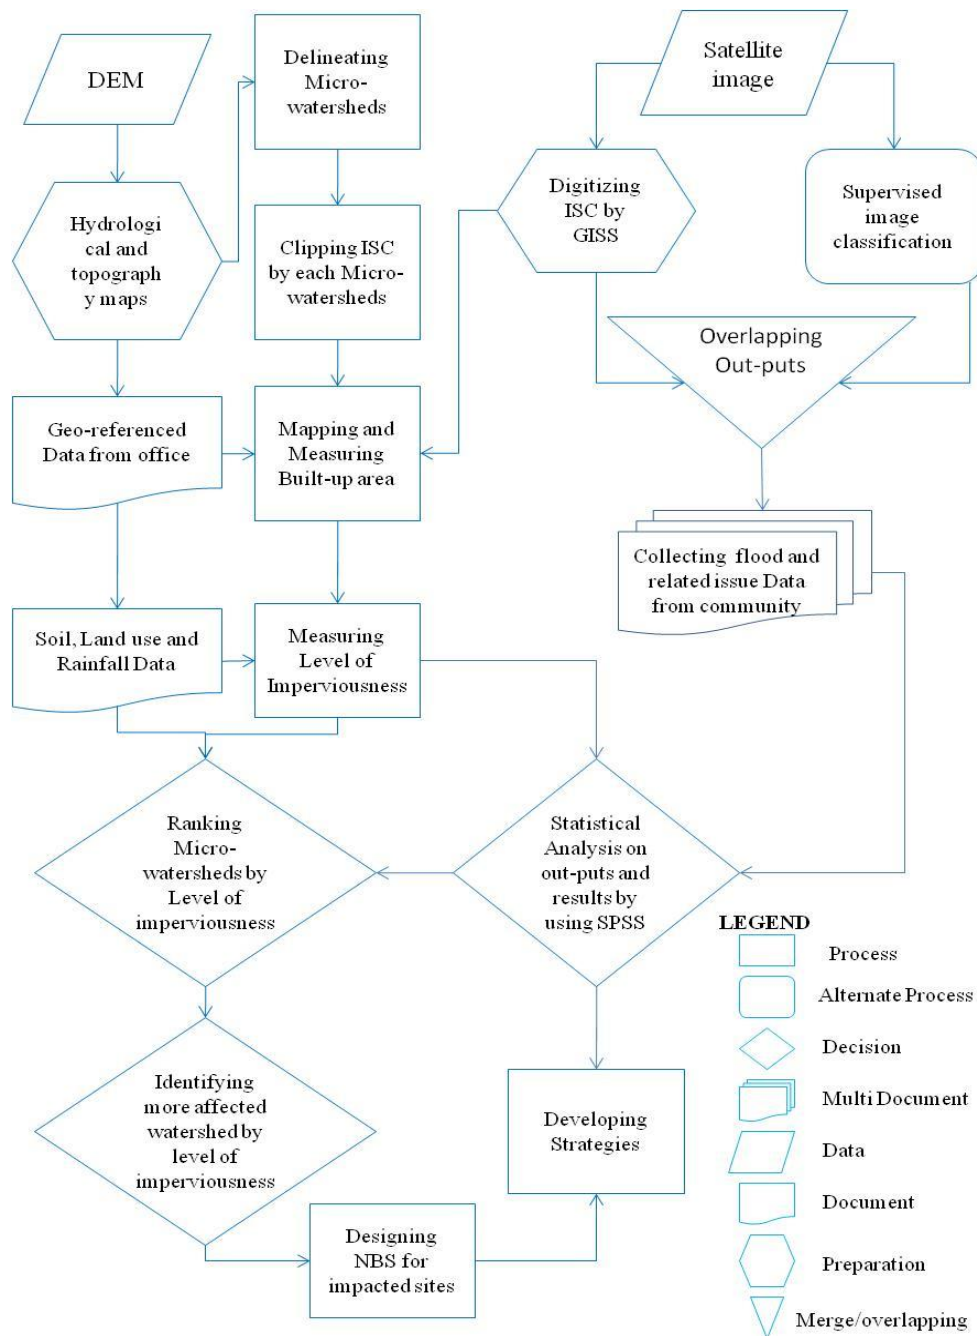 DEM
Delineating
Micro-
watersheds
Satellite
image
Hydrologi
cal and
topograph
y maps
Clipping ISC
by each Micro-
watersheds
Digitizing
ISC by
GISS
Supervised
image
classification
Overlapping
Out-puts
Geo-referenced
Data from office
Mapping and
Measuring
Built-up area
Collecting flood and
related issue Data
from community
Soil, Land use and
Rainfall Data
Measuring
Level of
Imperviousness
Ranking
Micro-
watersheds by
Level of
imperviousness
Statistical
Analysis on
out-puts and
results by
using SPSS
Identifying
more affected
watershed by
level of
imperviousness
Developing
Strategies
Designing
NBS for
impacted sites
LEGEND
Process
Alternate Process
Decision
Multi Document
Data
Document
Preparation
Merge/overlapping